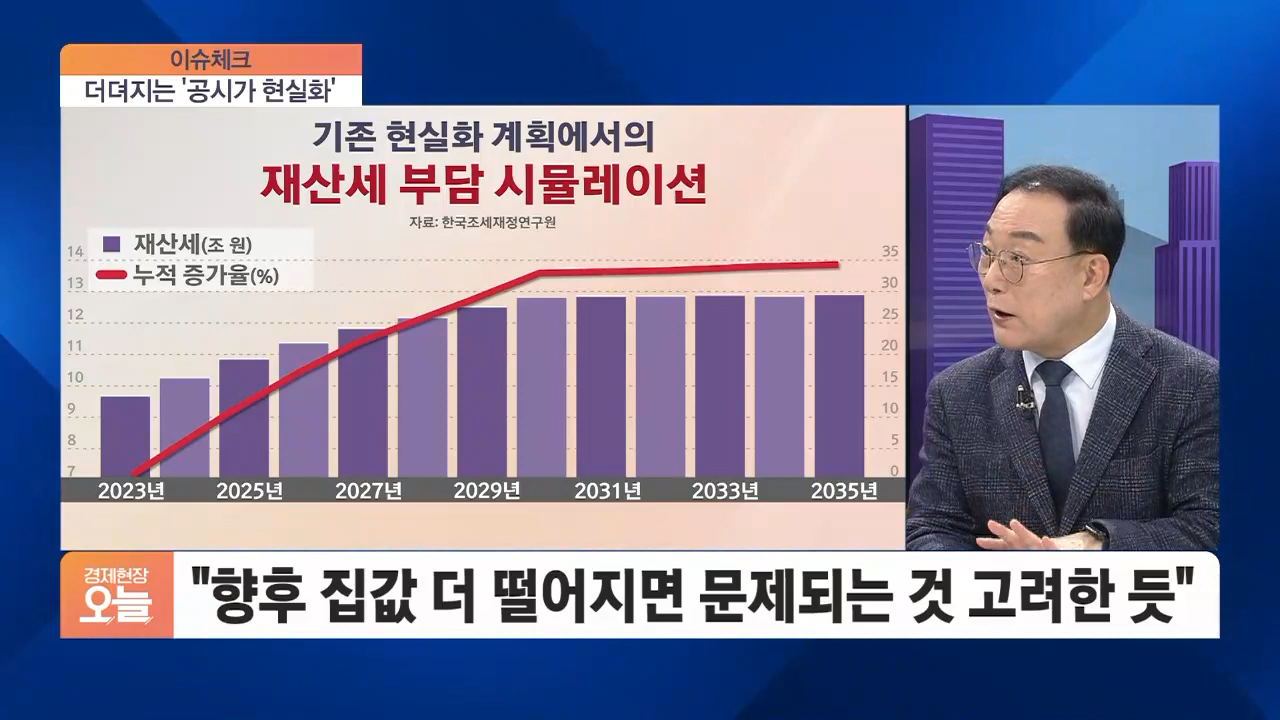 이슈체크
더뎌지는 '공시가 현실화'
기존 현실화 계획에서의
재산세 부담 시뮬레이션
자료: 한국조세재정연구원
재산세(조 원)
누적 증가율(%)
14
13
12
11
10
9
8
7
35
30
25
20
15
10
5
0
2023년 2025년 2027년 2029년 2031년 2033년 2035년
경제현장
오늘
"향후 집값 더 떨어지면 문제되는 것 고려한 듯"